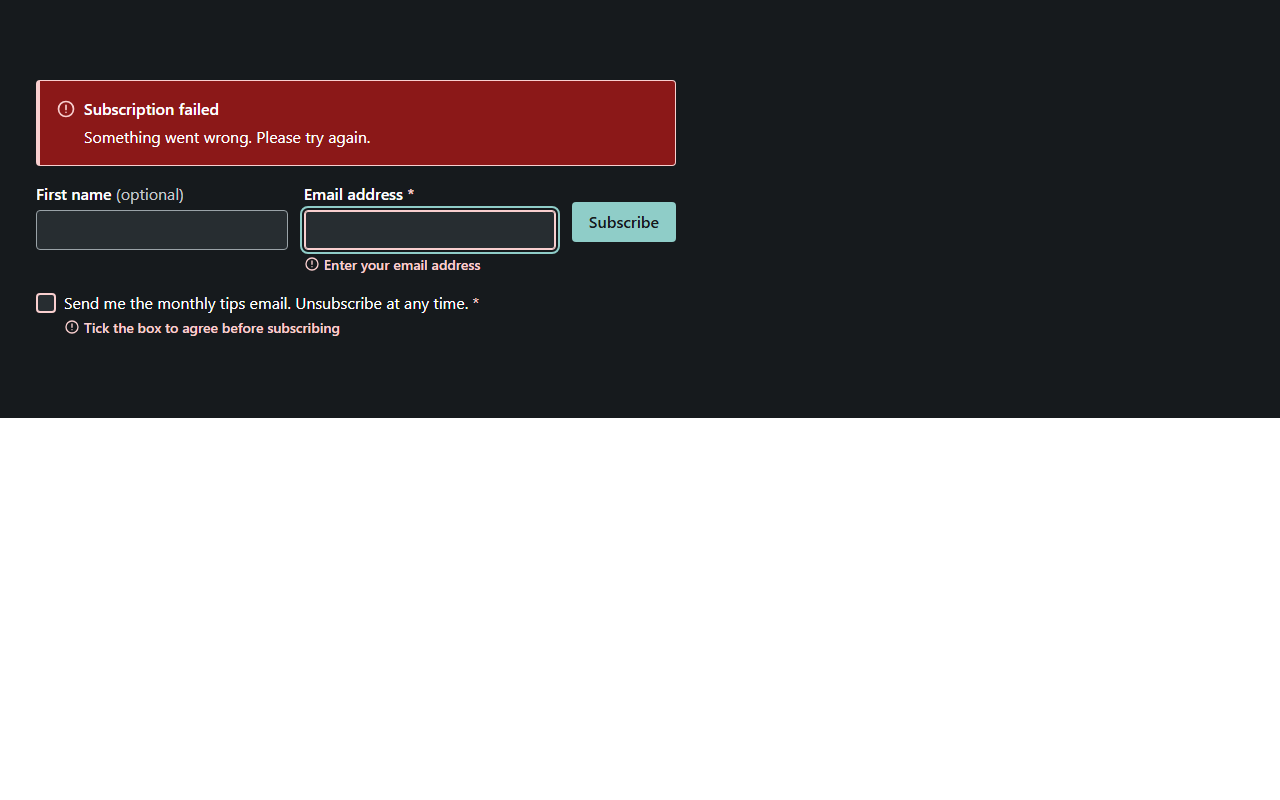 Subscription failed
Something went wrong. Please try again.
First name (optional)
Email address *
Subscribe
Enter your email address
Send me the monthly tips email. Unsubscribe at any time. *
Tick the box to agree before subscribing